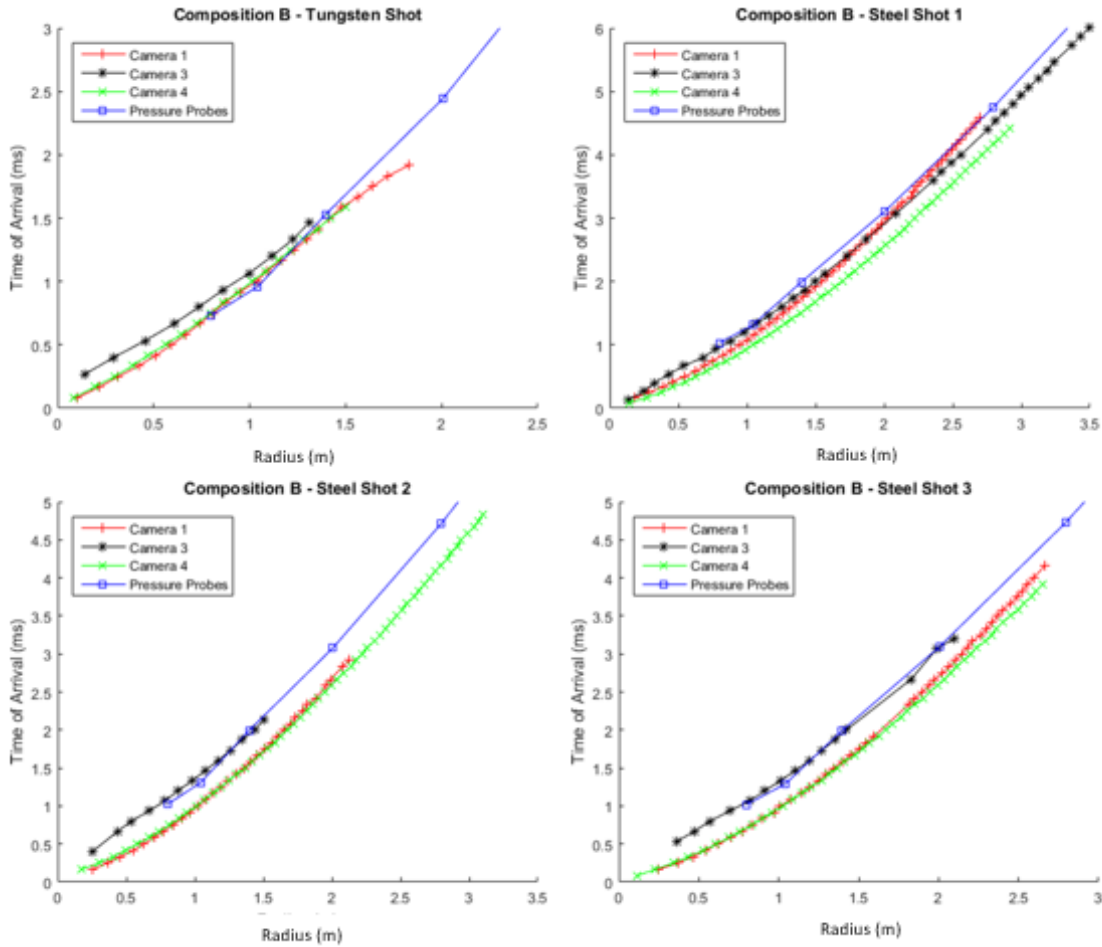 Composition B - Tungsten Shot
3
2.5
2
1.5
1
0.5
0
Time of Arrival (ms)
Camera 1
Camera 3
Camera 4
Pressure Probes
0 0.5 1 1.5 2 2.5
Radius (m)
Composition B - Steel Shot 1
6
5
4
3
2
1
0
Time of Arrival (ms)
Camera 1
Camera 3
Camera 4
Pressure Probes
0 0.5 1 1.5 2 2.5 3 3.5
Radius (m)
Composition B - Steel Shot 2
5
4.5
4
3.5
3
2.5
2
1.5
1
0.5
0
Time of Arrival (ms)
Camera 1
Camera 3
Camera 4
Pressure Probes
0 0.5 1 1.5 2 2.5 3 3.5
Radius (m)
Composition B - Steel Shot 3
5
4.5
4
3.5
3
2.5
2
1.5
1
0.5
0
Time of Arrival (ms)
Camera 1
Camera 3
Camera 4
Pressure Probes
0 0.5 1 1.5 2 2.5 3
Radius (m)